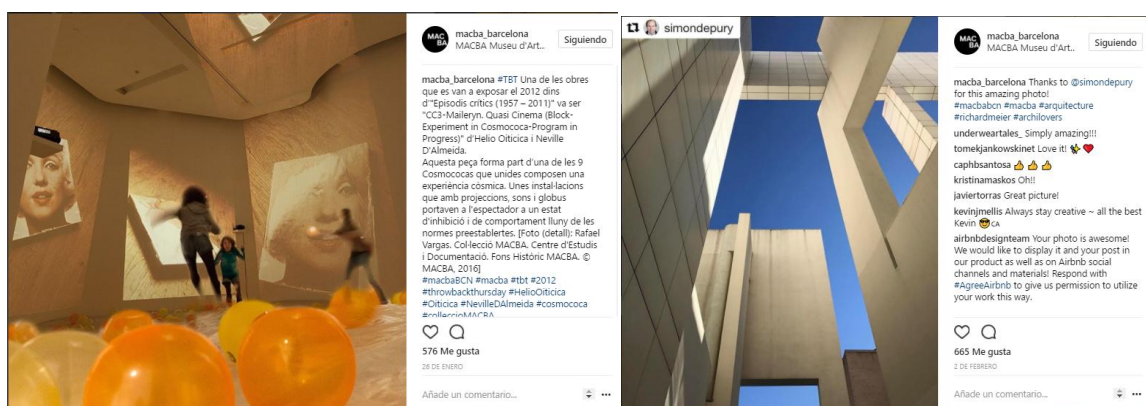 MAC
BA
macba_barcelona
MACBA Museu d'Art..
Siguiendo
macba_barcelona #TBT Una de les obres
que es van a exposar el 2012 dins
d'"Episodis crítics (1957 – 2011)" va ser
"CC3-Maileryn. Quasi Cinema (Block-
Experiment in Cosmococa-Program in
Progress)" d'Helio Oiticica i Neville
D'Almeida.
Aquesta peça forma part d'una de les 9
Cosmococas que unides composen una
experiència còsmica. Unes instal·lacions
que amb projeccions, sons i globus
portaven a l'espectador a un estat
d'inhibició i de comportament lluny de les
normes preestablertes. [Foto (detall): Rafael
Vargas. Col·lecció MACBA. Centre d'Estudis
i Documentació. Fons Històric MACBA. ©
MACBA, 2016]
#macbaBCN #macba #tbt #2012
#throwbackthursday #HelioOiticica
#Oiticica #NevilleDAlmeida #cosmococa
#colleccioMACBA
576 Me gusta
26 DE ENERO
Añade un comentario...
simondepury
MAC
BA
macba_barcelona
MACBA Museu d'Art..
Siguiendo
macba_barcelona Thanks to @simondepury
for this amazing photo!
#macbabcn #macba #arquitecture
#richardmeier #archilovers
underweartales_ Simply amazing!!!
tomekjankowskinet Love it!
caphbsantosa
kristinamaskos Oh!!
javiertorras Great picture!
kevinjmellis Always stay creative ~ all the best
Kevin 😎CA
airbnbdesignteam Your photo is awesome!
We would like to display it and your post in
our product as well as on Airbnb social
channels and materials! Respond with
#AgreeAirbnb to give us permission to utilize
your work this way.
665 Me gusta
2 DE FEBRERO
Añade un comentario...